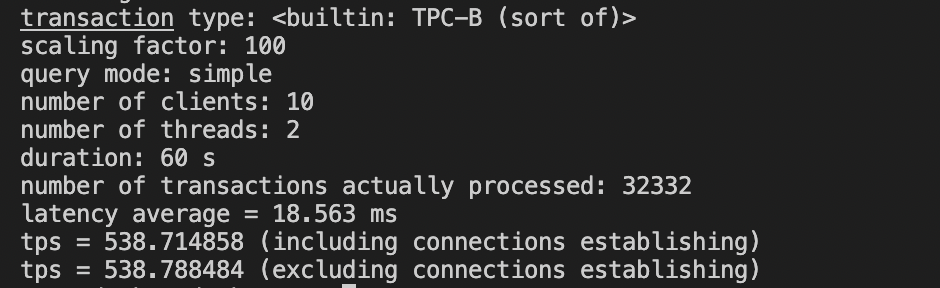 transaction type: <builtin: TPC-B (sort of)>
scaling factor: 100
query mode: simple
number of clients: 10
number of threads: 2
duration: 60 s
number of transactions actually processed: 32332
latency average = 18.563 ms
tps = 538.714858 (including connections establishing)
tps = 538.788484 (excluding connections establishing)